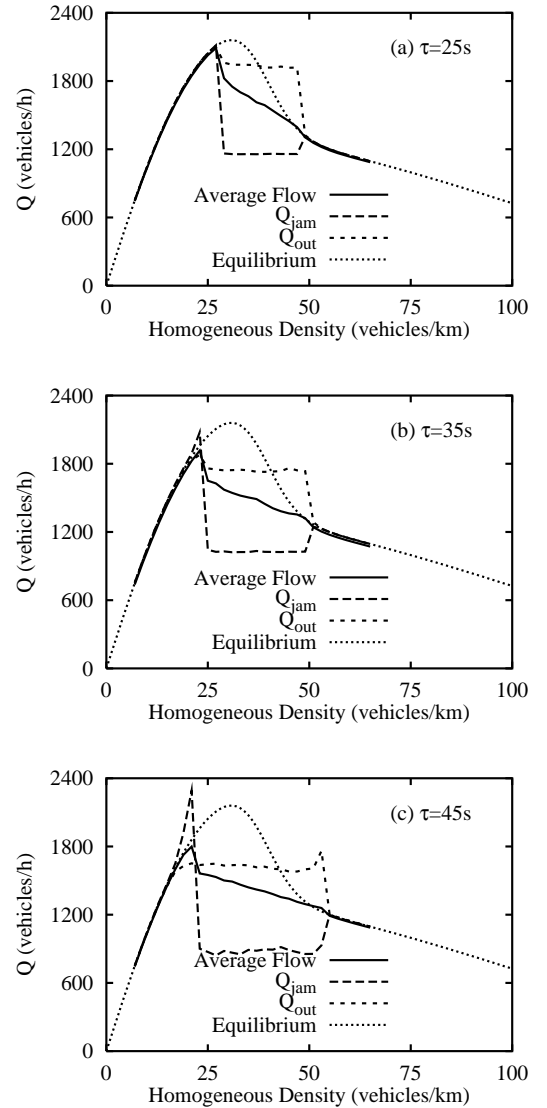 2400
(a) τ=25s
1800
Q (vehicles/h)
1200
Average Flow
Q_jam
600
Q_out
Equilibrium
0
0 25 50 75 100
Homogeneous Density (vehicles/km)
2400
(b) τ=35s
1800
Q (vehicles/h)
1200
Average Flow
Q_jam
600
Q_out
Equilibrium
0
0 25 50 75 100
Homogeneous Density (vehicles/km)
2400
(c) τ=45s
1800
Q (vehicles/h)
1200
Average Flow
Q_jam
600
Q_out
Equilibrium
0
0 25 50 75 100
Homogeneous Density (vehicles/km)